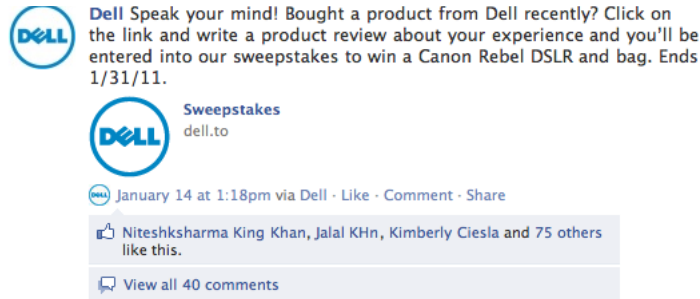 DELL
Dell Speak your mind! Bought a product from Dell recently? Click on
the link and write a product review about your experience and you'll be
entered into our sweepstakes to win a Canon Rebel DSLR and bag. Ends
1/31/11.
DELL
Sweepstakes
dell.to
DELL January 14 at 1:18pm via Dell · Like · Comment · Share
Niteshksharma King Khan, Jalal KHn, Kimberly Ciesla and 75 others
like this.
View all 40 comments